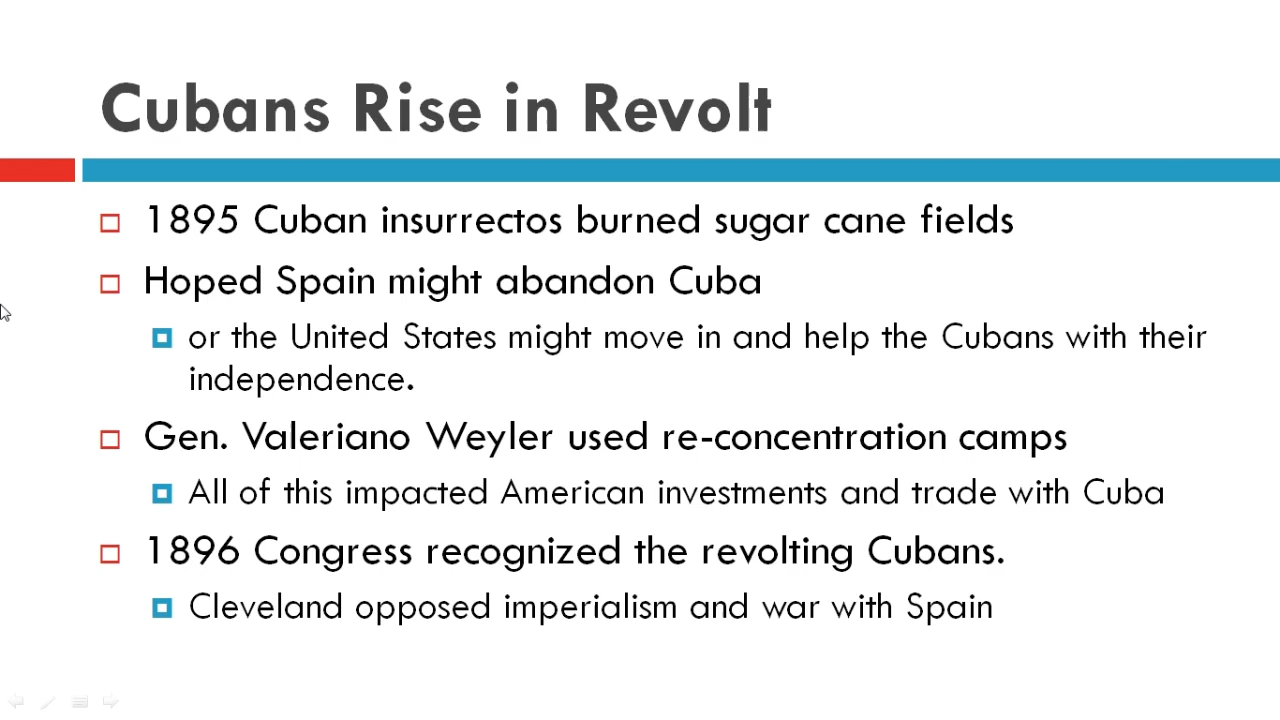 Cubans Rise in Revolt
1895 Cuban insurrectos burned sugar cane fields
Hoped Spain might abandon Cuba
or the United States might move in and help the Cubans with their
independence.
Gen. Valeriano Weyler used re-concentration camps
All of this impacted American investments and trade with Cuba
1896 Congress recognized the revolting Cubans.
Cleveland opposed imperialism and war with Spain